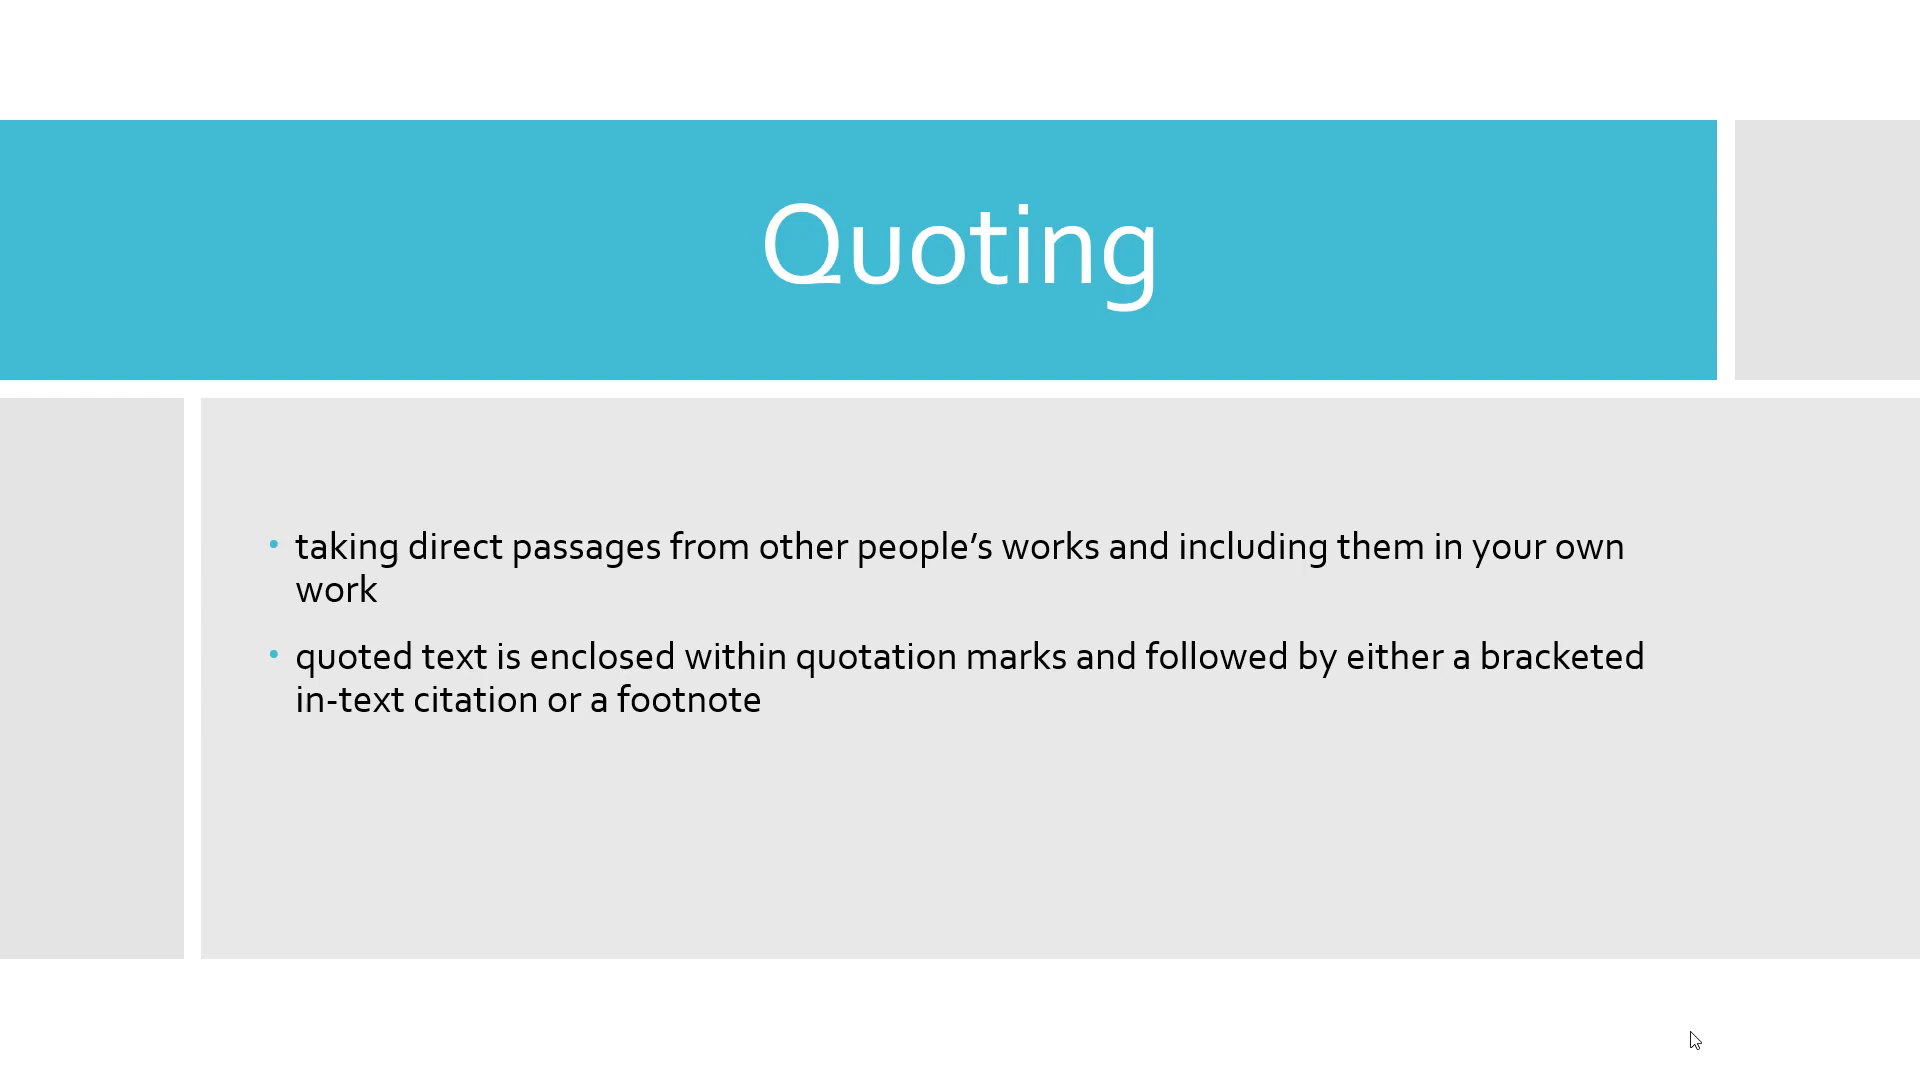 Quoting
• taking direct passages from other people’s works and including them in your own
work
• quoted text is enclosed within quotation marks and followed by either a bracketed
in-text citation or a footnote